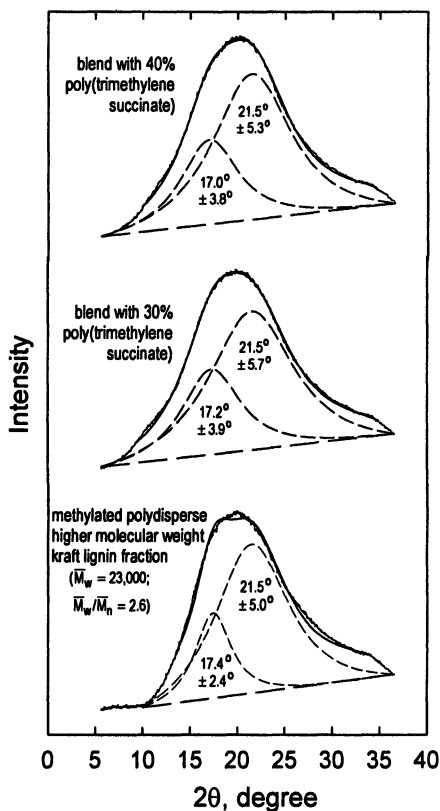 blend with 40%
poly(trimethylene
succinate)
21.5°
± 5.3°
17.0°
± 3.8°
blend with 30%
poly(trimethylene
succinate)
21.5°
± 5.7°
17.2°
± 3.9°
methylated polydisperse
higher molecular weight
kraft lignin fraction
(M̅w = 23,000;
M̅w/M̅n = 2.6)
21.5°
± 5.0°
17.4°
± 2.4°
Intensity
0 5 10 15 20 25 30 35 40
2θ, degree